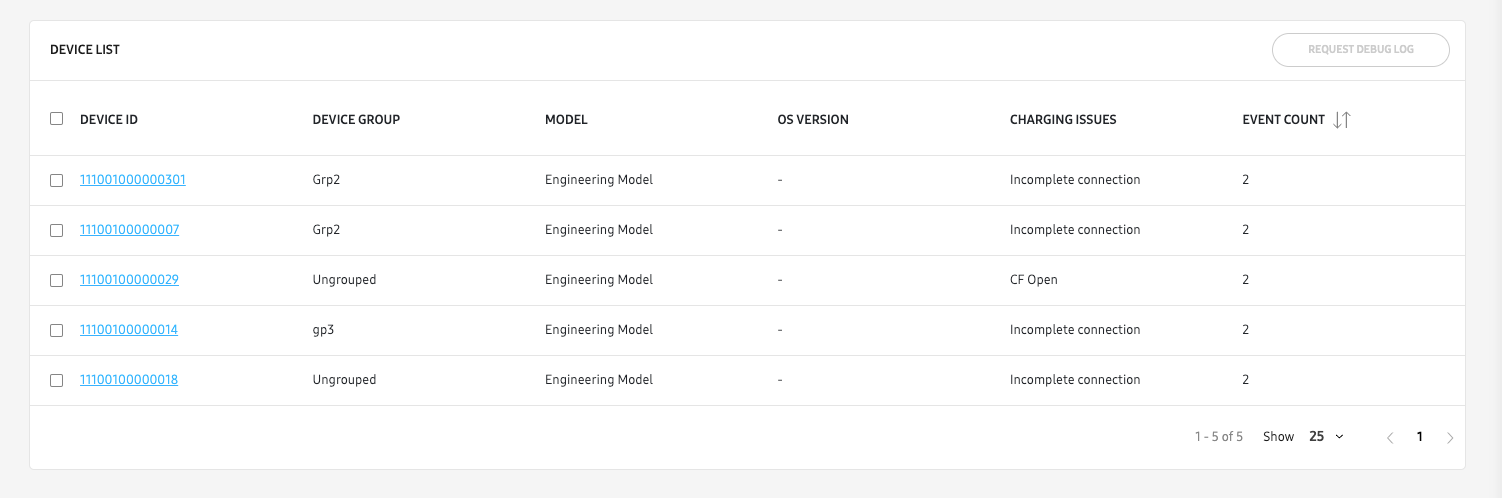 DEVICE LIST REQUEST DEBUG LOG
DEVICE ID DEVICE GROUP MODEL OS VERSION CHARGING ISSUES EVENT COUNT
111001000000301 Grp2 Engineering Model - Incomplete connection 2
11100100000007 Grp2 Engineering Model - Incomplete connection 2
11100100000029 Ungrouped Engineering Model - CF Open 2
11100100000014 gp3 Engineering Model - Incomplete connection 2
11100100000018 Ungrouped Engineering Model - Incomplete connection 2
1 - 5 of 5 Show 25 1